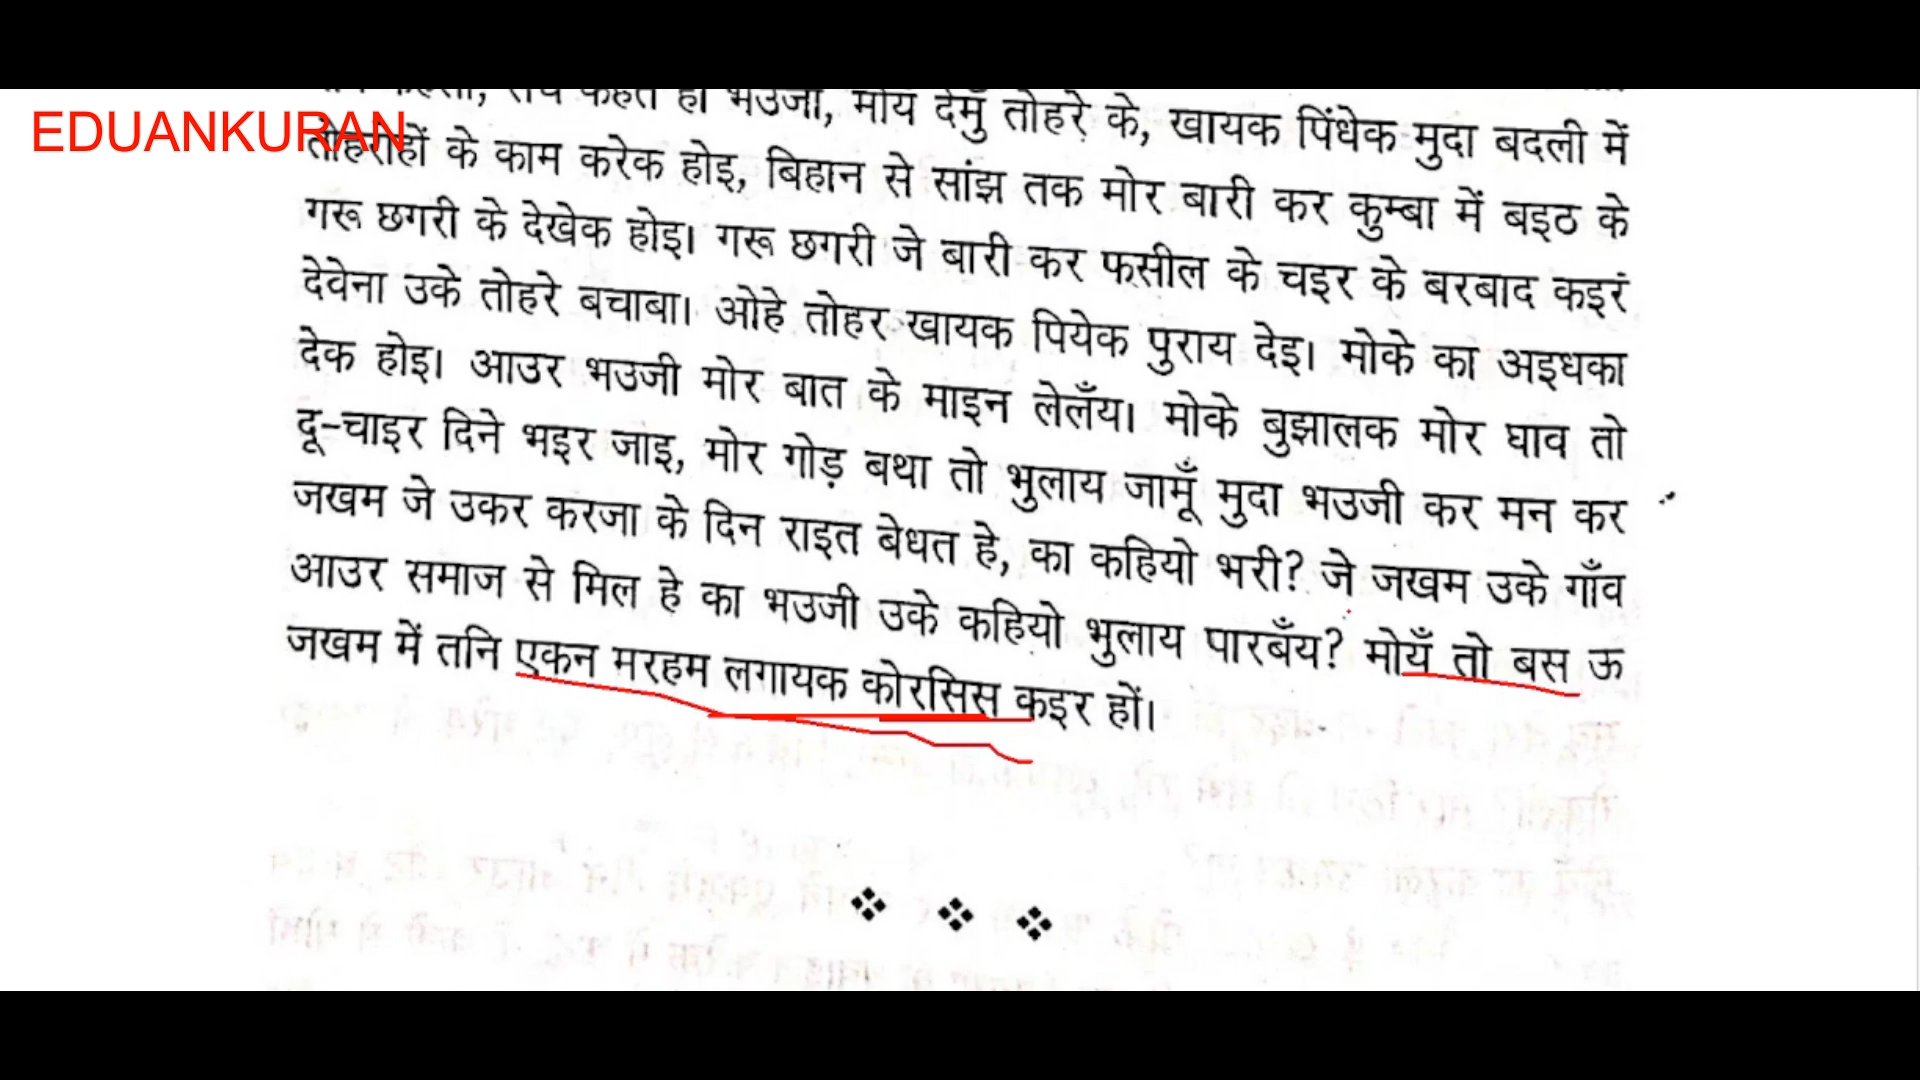 EDUANKURAN
कहत ही भउजी, मोय देमुँ तोहरे के, खायक पिंधेक मुदा बदली में
तोहरीहों के काम करेक होइ, बिहान से सांझ तक मोर बारी कर कुम्बा में बइठ के
गरू छगरी के देखेक होइ। गरू छगरी जे बारी कर फसील के चइर के बरबाद कइरं
देवेना उके तोहरे बचाबा। ओहे तोहर खायक पियेक पुराय देइ। मोके का अइधका
देक होइ। आउर भउजी मोर बात के माइन लेलँय। मोके बुझालक मोर घाव तो
दू-चाइर दिने भइर जाइ, मोर गोड़ बथा तो भुलाय जामूँ मुदा भउजी कर मन कर
जखम जे उकर करजा के दिन राइत बेधत हे, का कहियो भरी? जे जखम उके गाँव
आउर समाज से मिल हे का भउजी उके कहियो भुलाय पारबँय? मोयँ तो बस ऊ
जखम में तनि एकन मरहम लगायक कोरसिस कइर हों।